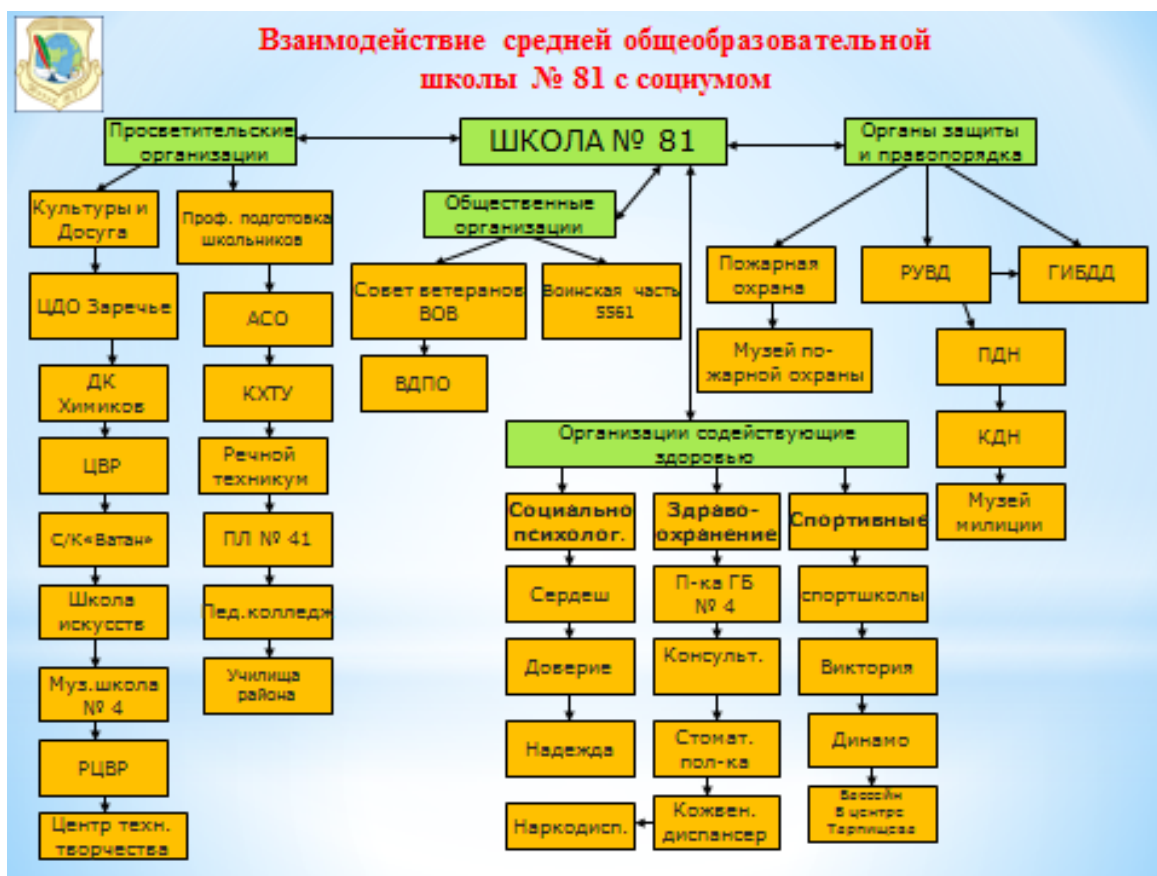 Взаимодействие средней общеобразовательной
школы № 81 с социумом
Просветительские
организации
ШКОЛА № 81
Органы защиты
и правопорядка
Культуры и
Досуга
Проф. подготовка
школьников
Общественные
организации
Пожарная
охрана
РУВД
ГИБДД
ЦДО Заречье
АСО
Совет ветеранов
ВОВ
Воинская часть
5561
Музей по-
жарной охраны
ПДН
ДК
Химиков
КХТУ
ВДПО
Организации содействующие
здоровью
КДН
ЦВР
Речной
техникум
Социально
психолог.
Здраво-
охранение
Спортивные
Музей
милиции
С/К«Ватан»
ПЛ № 41
Сердеш
П-ка ГБ
№ 4
спортшколы
Школа
искусств
Пед.колледж
Доверие
Консульт.
Виктория
Муз.школа
№ 4
Училища
района
Надежда
Стомат.
пол-ка
Динамо
РЦВР
Наркодисп.
Кожвен.
диспансер
Бассейн
В центре
Тарпищева
Центр техн.
творчества